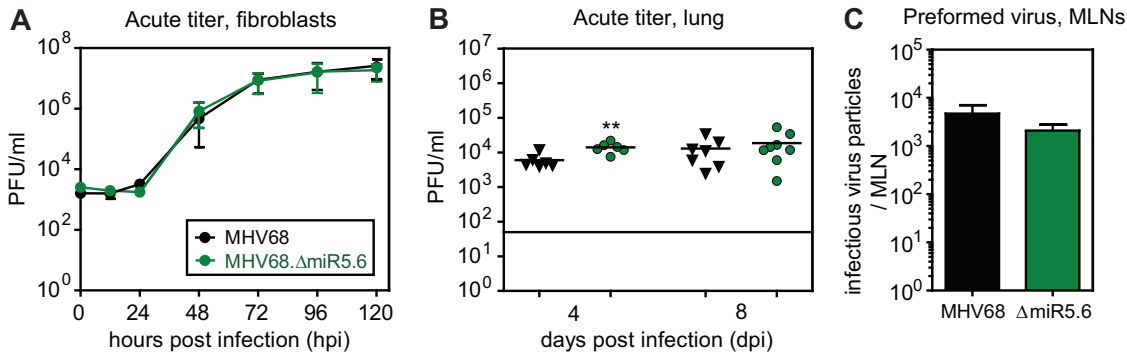 A
Acute titer, fibroblasts
PFU/ml
10^8
10^6
10^4
10^2
10^0
0 24 48 72 96 120
hours post infection (hpi)
MHV68
MHV68.ΔmiR5.6
B
Acute titer, lung
PFU/ml
10^7
10^6
10^5
10^4
10^3
10^2
10^1
10^0
**
4 8
days post infection (dpi)
C
Preformed virus, MLNs
infectious virus particles
/ MLN
10^5
10^4
10^3
10^2
10^1
10^0
MHV68 ΔmiR5.6